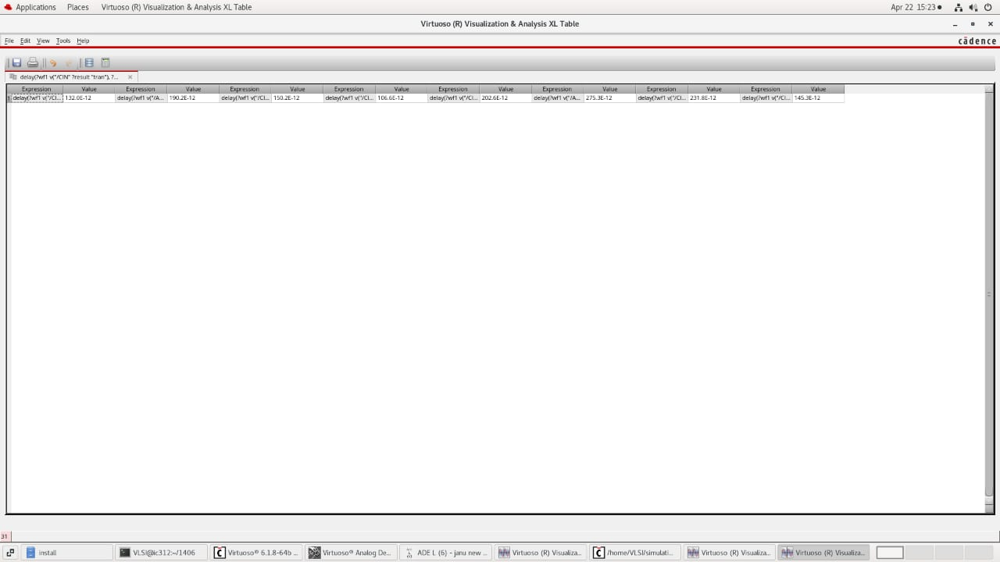 Applications Places Virtuoso (R) Visualization & Analysis XL Table Apr 22 15:23
Virtuoso (R) Visualization & Analysis XL Table
File Edit View Tools Help
cādence
delay(?wf1 v("/CIN" ?result "tran"), ?...
Expression Value Expression Value Expression Value Expression Value Expression Value Expression Value Expression Value Expression Value
1 delay(?wf1 v("/CI... 132.0E-12 delay(?wf1 v("/A... 190.2E-12 delay(?wf1 v("/CI... 150.2E-12 delay(?wf1 v("/CI... 106.6E-12 delay(?wf1 v("/CI... 202.6E-12 delay(?wf1 v("/A... 275.3E-12 delay(?wf1 v("/CI... 231.8E-12 delay(?wf1 v("/CI... 145.3E-12
31
install VLSI@ic312:~/1406 Virtuoso® 6.1.8-64b ... Virtuoso® Analog De... ADE L (6) - janu new ... Virtuoso (R) Visualiza... /home/VLSI/simulati... Virtuoso (R) Visualiza... Virtuoso (R) Visualiza...